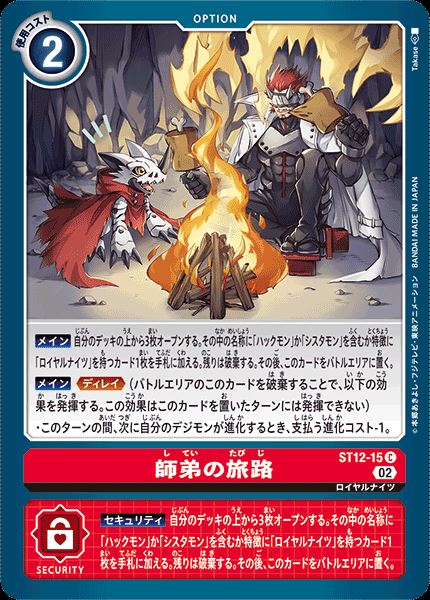 使用コスト
2
OPTION
Takase
メイン 自分のデッキの上から3枚オープンする。その中の名称に「ハックモン」か「シスタモン」を含むか特徴に
「ロイヤルナイツ」を持つカード1枚を手札に加える。残りは破棄する。その後、このカードをバトルエリアに置く。
メイン ディレイ (バトルエリアのこのカードを破棄することで、以下の効
果を発揮する。この効果はこのカードを置いたターンには発揮できない)
・このターンの間、次に自分のデジモンが進化するとき、支払う進化コスト-1。
©本郷あきよし・フジテレビ・東映アニメーション BANDAI MADE IN JAPAN
してい たびじ
師弟の旅路
ST12-15 C
02
ロイヤルナイツ
セキュリティ 自分のデッキの上から3枚オープンする。その中の名称に
「ハックモン」か「シスタモン」を含むか特徴に「ロイヤルナイツ」を持つカード1
枚を手札に加える。残りは破棄する。その後、このカードをバトルエリアに置く。
SECURITY